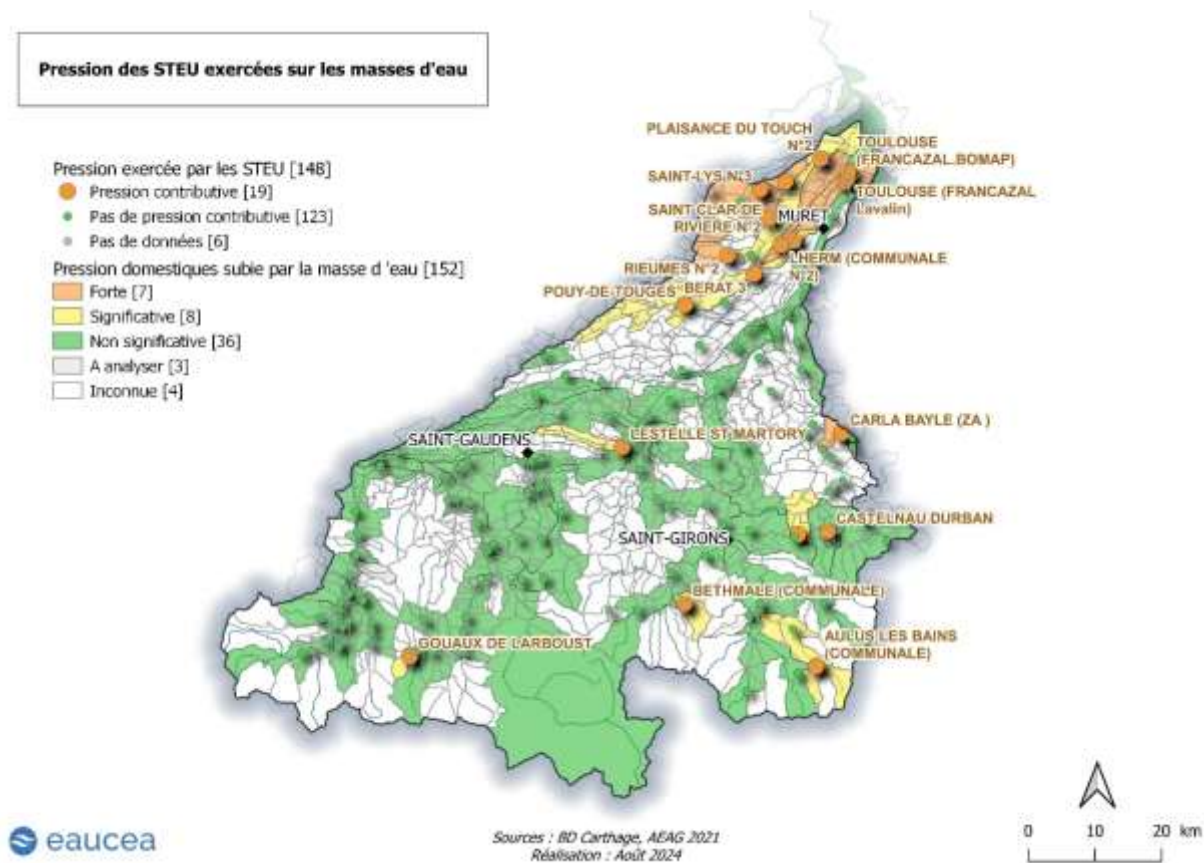 Pression des STEU exercées sur les masses d'eau
Pression exercée par les STEU [148]
Pression contributive [19]
Pas de pression contributive [123]
Pas de données [6]
Pression domestiques subie par la masse d 'eau [152]
Forte [7]
Significative [8]
Non significative [36]
A analyser [3]
Inconnue [4]
PLAISANCE DU TOUCH
N°2
TOULOUSE
(FRANCAZAL.BOMAP)
SAINT-LYS N°3
TOULOUSE (FRANCAZAL
Lavalin)
SAINT CLAR DE
RIVIERE N°2
MURET
LHERM (COMMUNALE
N°2)
RIEUMES N°2
BERAT 3
POUY-DE TOUGES
CARLA BAYLE (ZA )
SAINT-GAUDENS
LESTELLE ST MARTORY
CASTELNAU DURBAN
SAINT-GIRONS
BETHMALE (COMMUNALE)
AULUS LES BAINS
(COMMUNALE)
GOUAUX DE LARBOUST
eaucea
Sources : BD Carthage, AEAG 2021
Réalisation : Août 2024
0 10 20 km